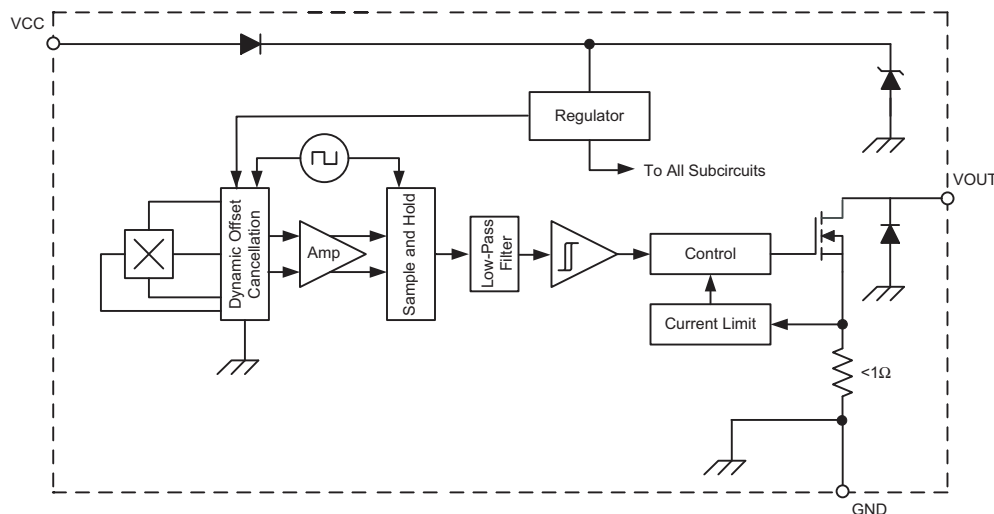 VCC
Regulator
To All Subcircuits
VOUT
Dynamic Offset
Cancellation
Amp
Sample and Hold
Low-Pass
Filter
Control
Current Limit
<1Ω
GND